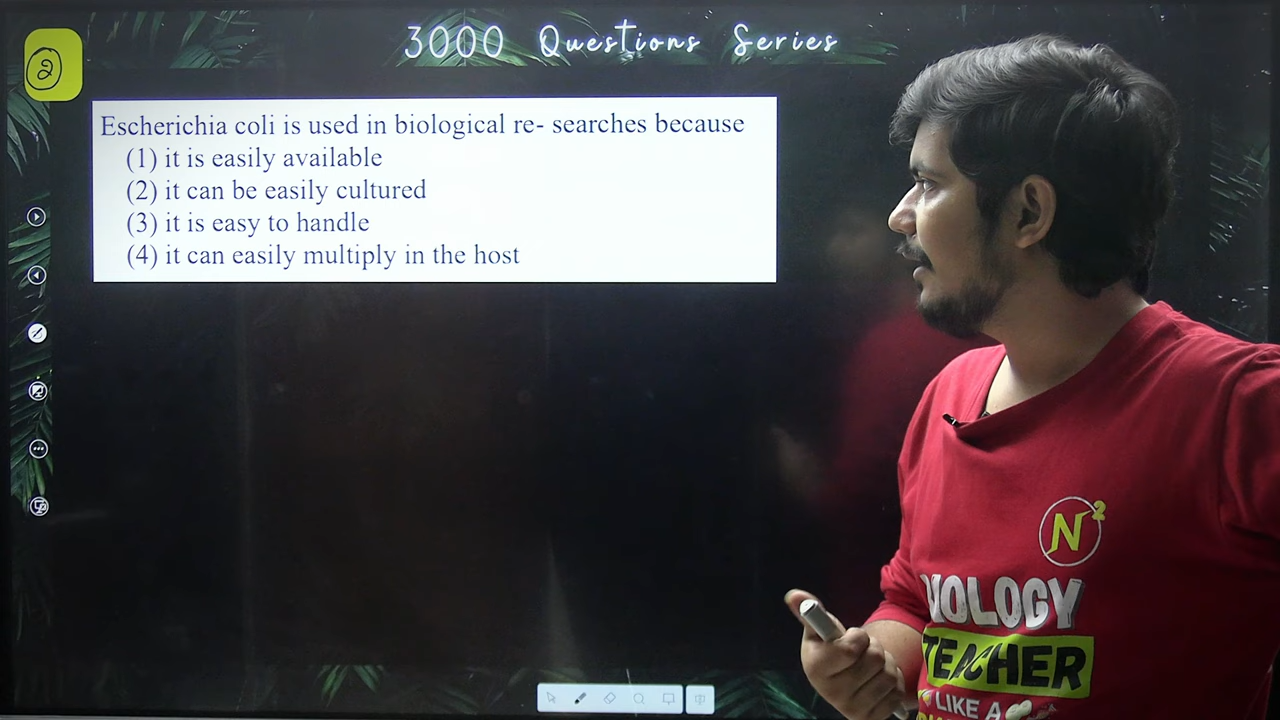 3000 Questions Series
2
Escherichia coli is used in biological re- searches because
(1) it is easily available
(2) it can be easily cultured
(3) it is easy to handle
(4) it can easily multiply in the host
N2
BIOLOGY
TEACHER
LIKE A